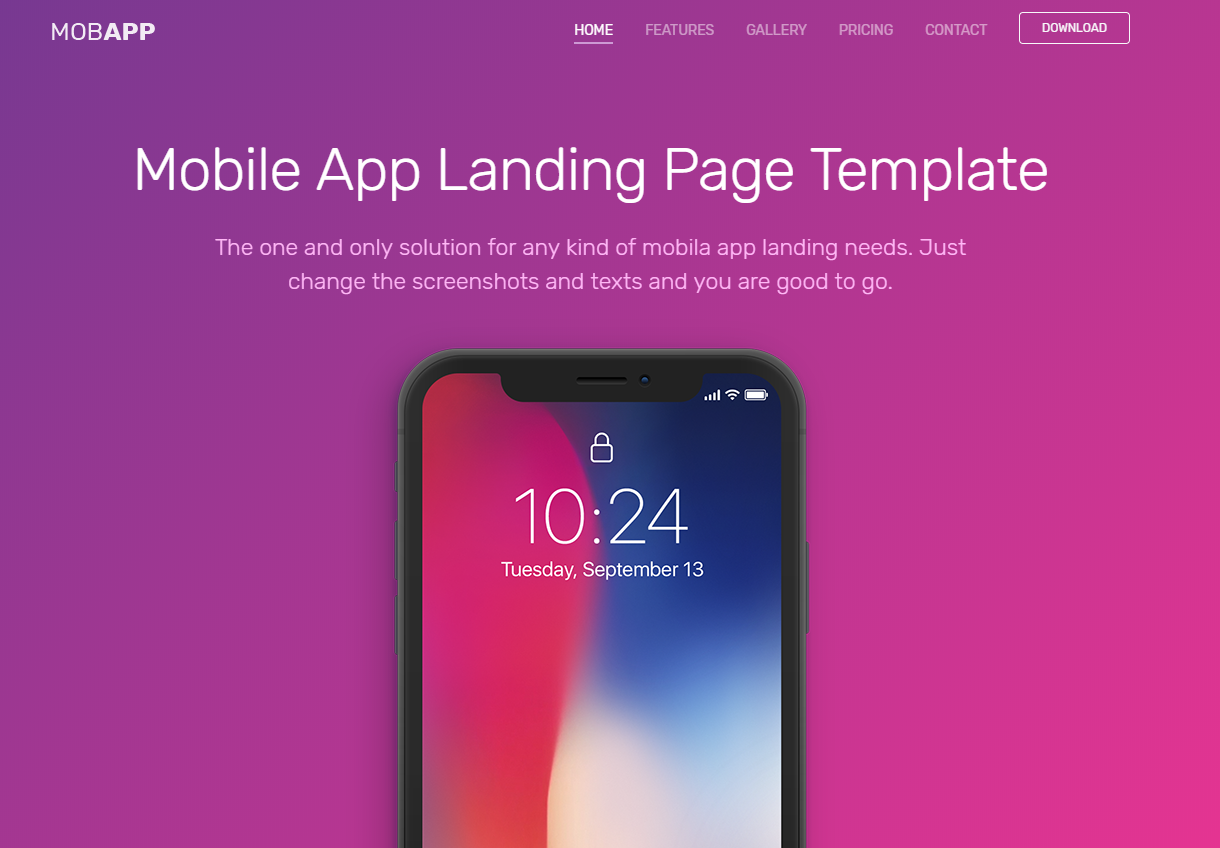 MOBAPP
HOME FEATURES GALLERY PRICING CONTACT DOWNLOAD
Mobile App Landing Page Template
The one and only solution for any kind of mobila app landing needs. Just
change the screenshots and texts and you are good to go.
10:24
Tuesday, September 13